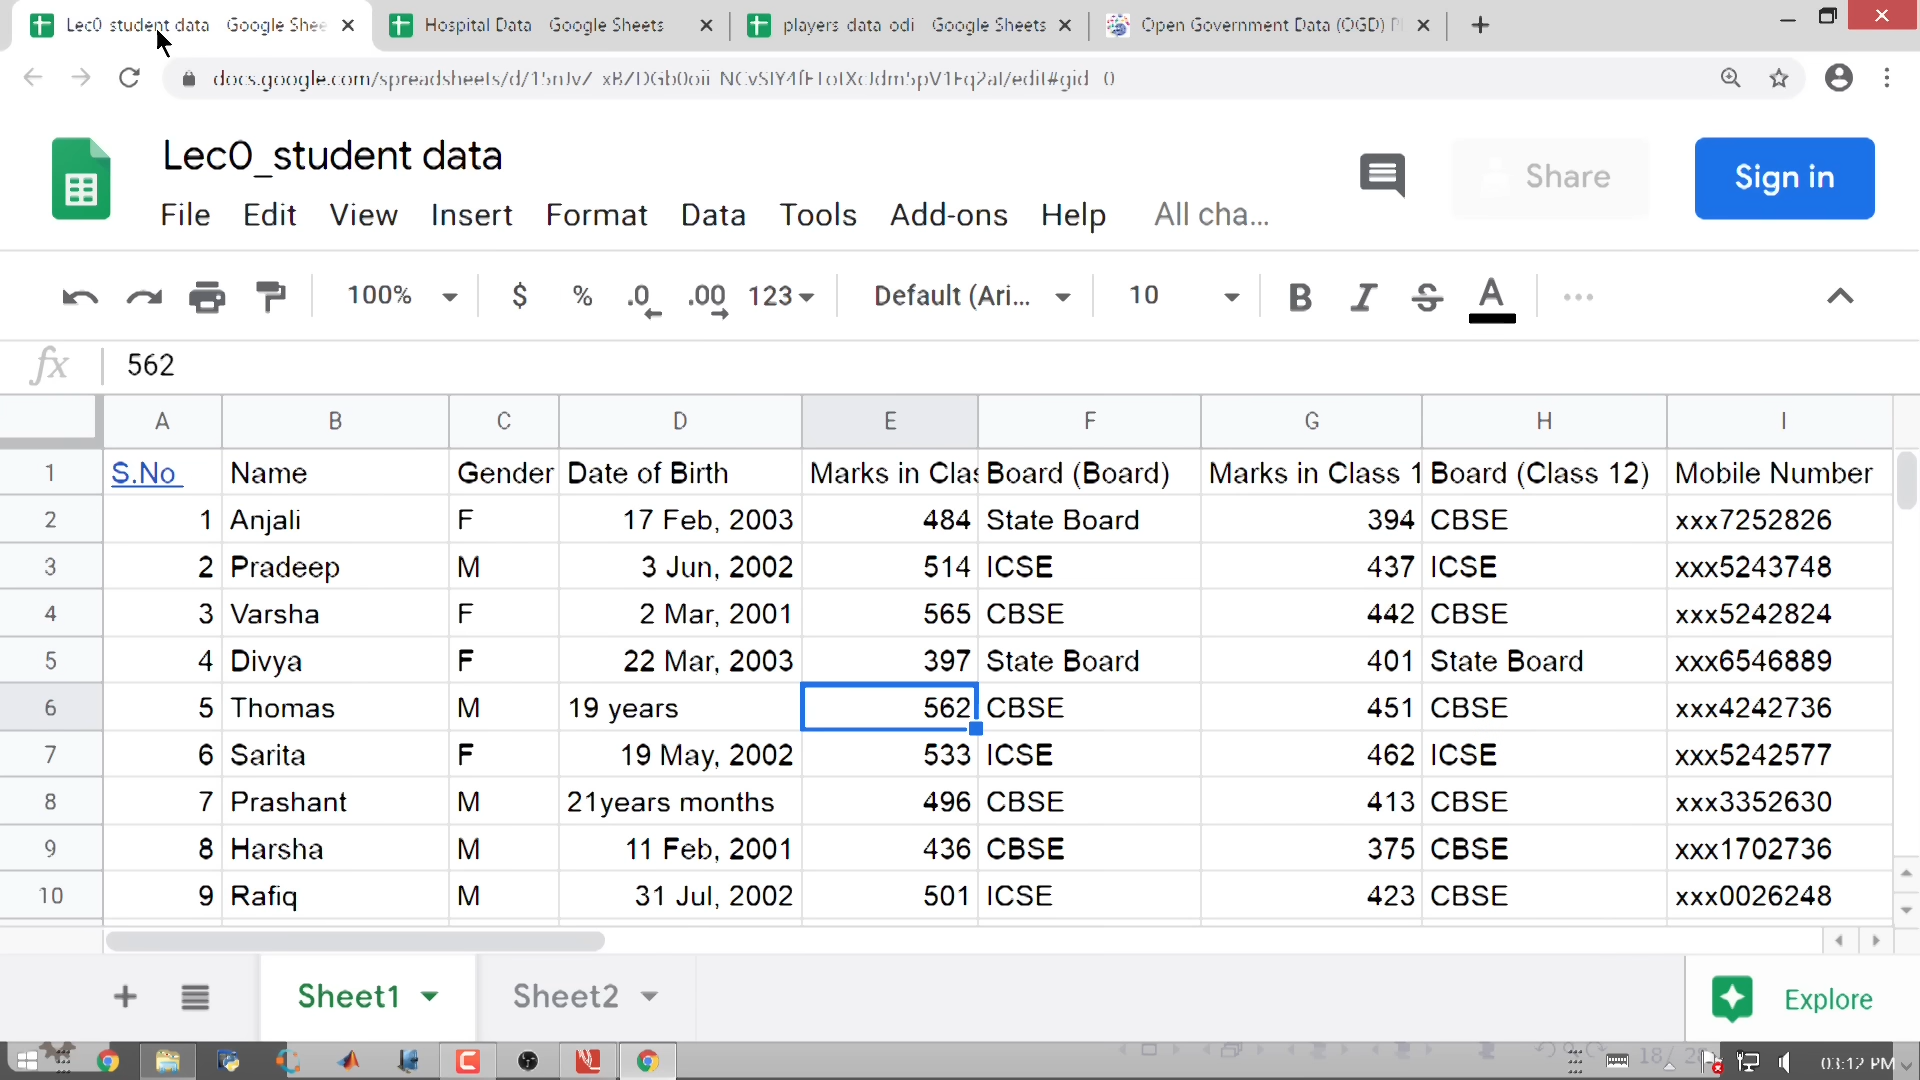 Lec0_student data Google Shee
Hospital Data Google Sheets
players_data_odi Google Sheets
Open Government Data (OGD) P
Lec0_student data
File Edit View Insert Format Data Tools Add-ons Help All cha...
Share
Sign in
100% $ % .0 .00 123 Default (Ari... 10 B I S A
fx 562
A B C D E F G H I
1 S.No Name Gender Date of Birth Marks in Clas Board (Board) Marks in Class 1 Board (Class 12) Mobile Number
2 1 Anjali F 17 Feb, 2003 484 State Board 394 CBSE xxx7252826
3 2 Pradeep M 3 Jun, 2002 514 ICSE 437 ICSE xxx5243748
4 3 Varsha F 2 Mar, 2001 565 CBSE 442 CBSE xxx5242824
5 4 Divya F 22 Mar, 2003 397 State Board 401 State Board xxx6546889
6 5 Thomas M 19 years 562 CBSE 451 CBSE xxx4242736
7 6 Sarita F 19 May, 2002 533 ICSE 462 ICSE xxx5242577
8 7 Prashant M 21years months 496 CBSE 413 CBSE xxx3352630
9 8 Harsha M 11 Feb, 2001 436 CBSE 375 CBSE xxx1702736
10 9 Rafiq M 31 Jul, 2002 501 ICSE 423 CBSE xxx0026248
Sheet1 Sheet2 Explore
03:12 PM